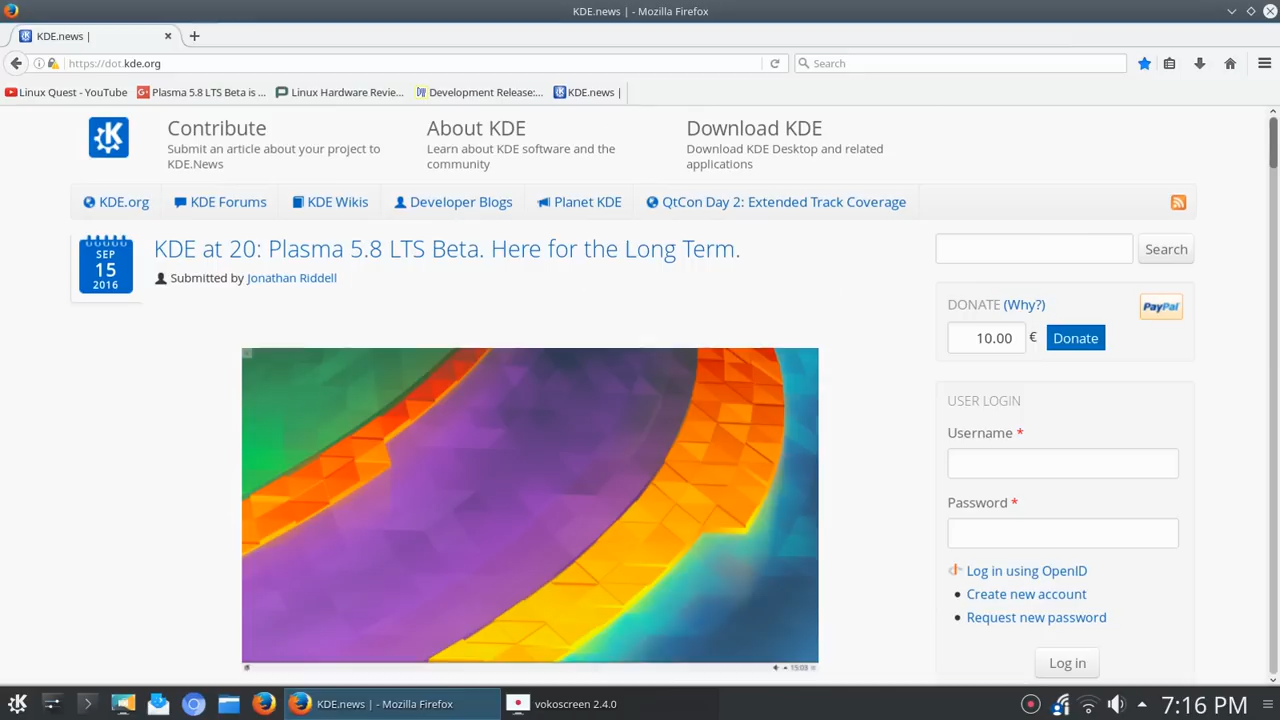 KDE.news | - Mozilla Firefox
KDE.news |
https://dot.kde.org
Search
Linux Quest - YouTube
Plasma 5.8 LTS Beta is ...
Linux Hardware Revie...
Development Release:...
KDE.news |
Contribute
Submit an article about your project to
KDE.News
About KDE
Learn about KDE software and the
community
Download KDE
Download KDE Desktop and related
applications
KDE.org
KDE Forums
KDE Wikis
Developer Blogs
Planet KDE
QtCon Day 2: Extended Track Coverage
SEP
15
2016
KDE at 20: Plasma 5.8 LTS Beta. Here for the Long Term.
Submitted by Jonathan Riddell
Search
DONATE (Why?)
PayPal
10.00 € Donate
USER LOGIN
Username *
Password *
Log in using OpenID
Create new account
Request new password
Log in
15:03
KDE.news | - Mozilla Firefox
vokoscreen 2.4.0
7:16 PM